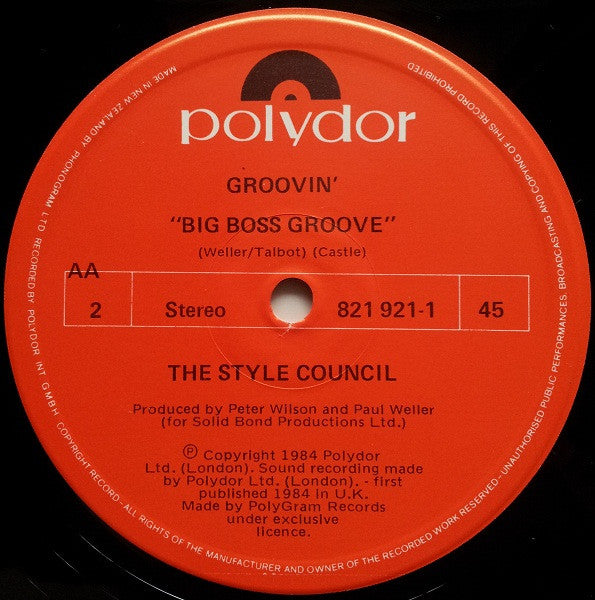 polydor
GROOVIN'
"BIG BOSS GROOVE"
(Weller/Talbot) (Castle)
AA
2 Stereo 821 921-1 45
THE STYLE COUNCIL
Produced by Peter Wilson and Paul Weller
(for Solid Bond Productions Ltd.)
Ⓟ Copyright 1984 Polydor
Ltd. (London). Sound recording made
by Polydor Ltd. (London). - first
published 1984 in U.K.
Made by PolyGram Records
under exclusive
licence.
MADE IN NEW ZEALAND BY PHONOGRAM LTD RECORDED BY POLYDOR INT GMBH COPYRIGHT RECORD - ALL RIGHTS OF THE MANUFACTURER AND OWNER OF THE RECORDED WORK RESERVED - UNAUTHORISED PUBLIC PERFORMANCES, BROADCASTING AND COPYING OF THIS RECORD PROHIBITED